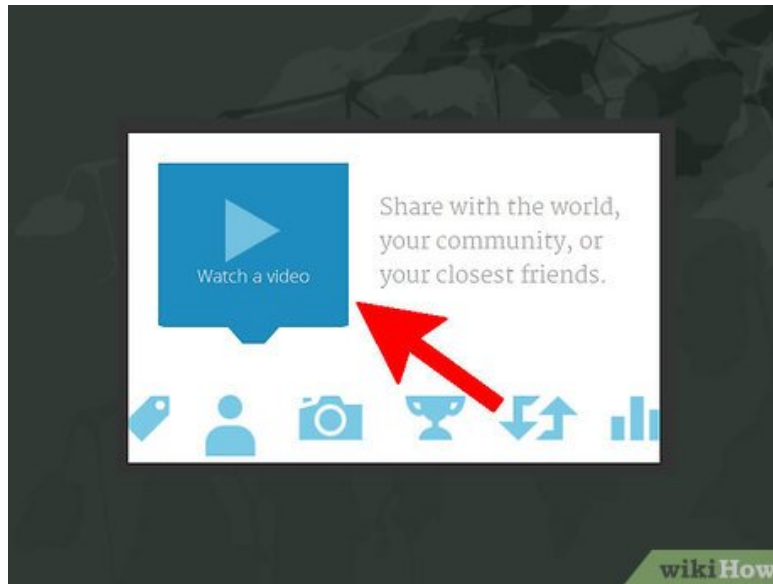 Share with the world,
your community, or
your closest friends.
Watch a video
wikiHow